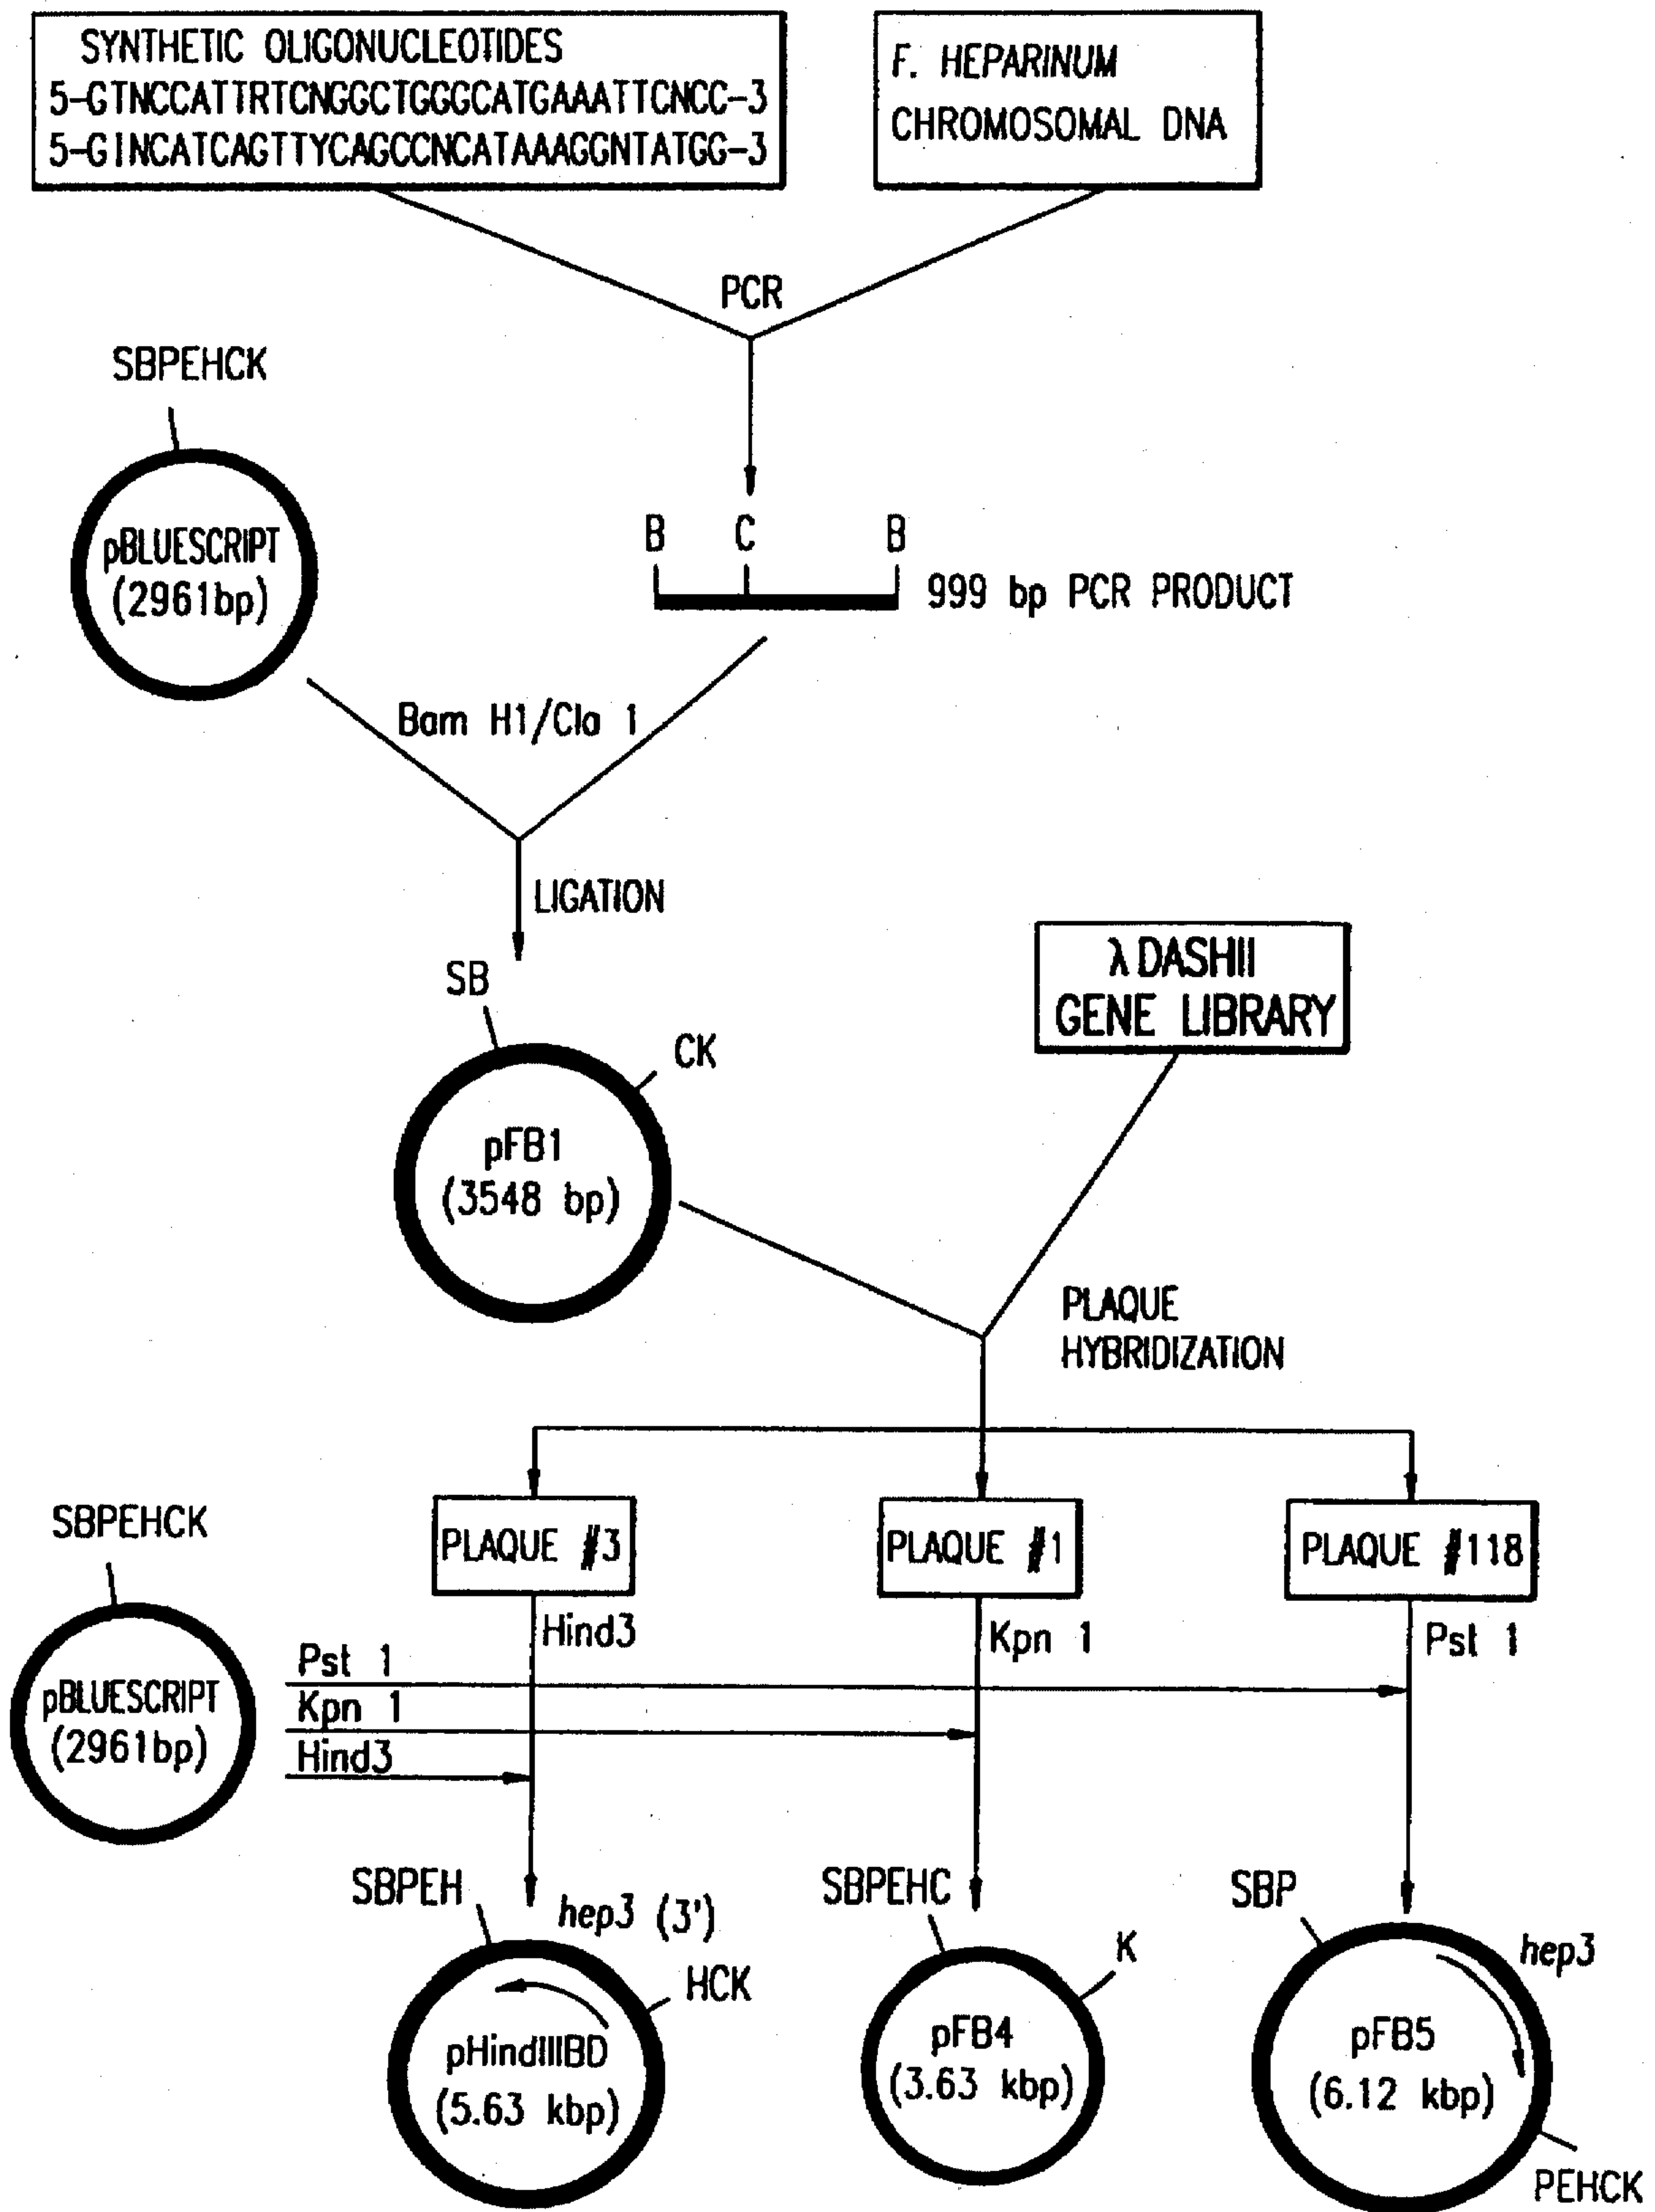 SYNTHETIC OLIGONUCLEOTIDES
5-GTNCCATTRTCNGGCTGGGCATGAAATTCNCC-3
5-GINCATCAGTTYCAGCCNCATAAAGGNTATGG-3
F. HEPARINUM
CHROMOSOMAL DNA
PCR
SBPEHCK
pBLUESCRIPT
(2961bp)
B C B
999 bp PCR PRODUCT
Bam H1/Cla 1
LIGATION
SB
CK
pFB1
(3548 bp)
λ DASHII
GENE LIBRARY
PLAQUE
HYBRIDIZATION
SBPEHCK
PLAQUE #3
PLAQUE #1
PLAQUE #118
Hind3
Kpn 1
Pst 1
pBLUESCRIPT
(2961bp)
Pst 1
Kpn 1
Hind3
SBPEH
hep3 (3')
HCK
pHindIIIBD
(5.63 kbp)
SBPEHC
K
pFB4
(3.63 kbp)
SBP
hep3
pFB5
(6.12 kbp)
PEHCK